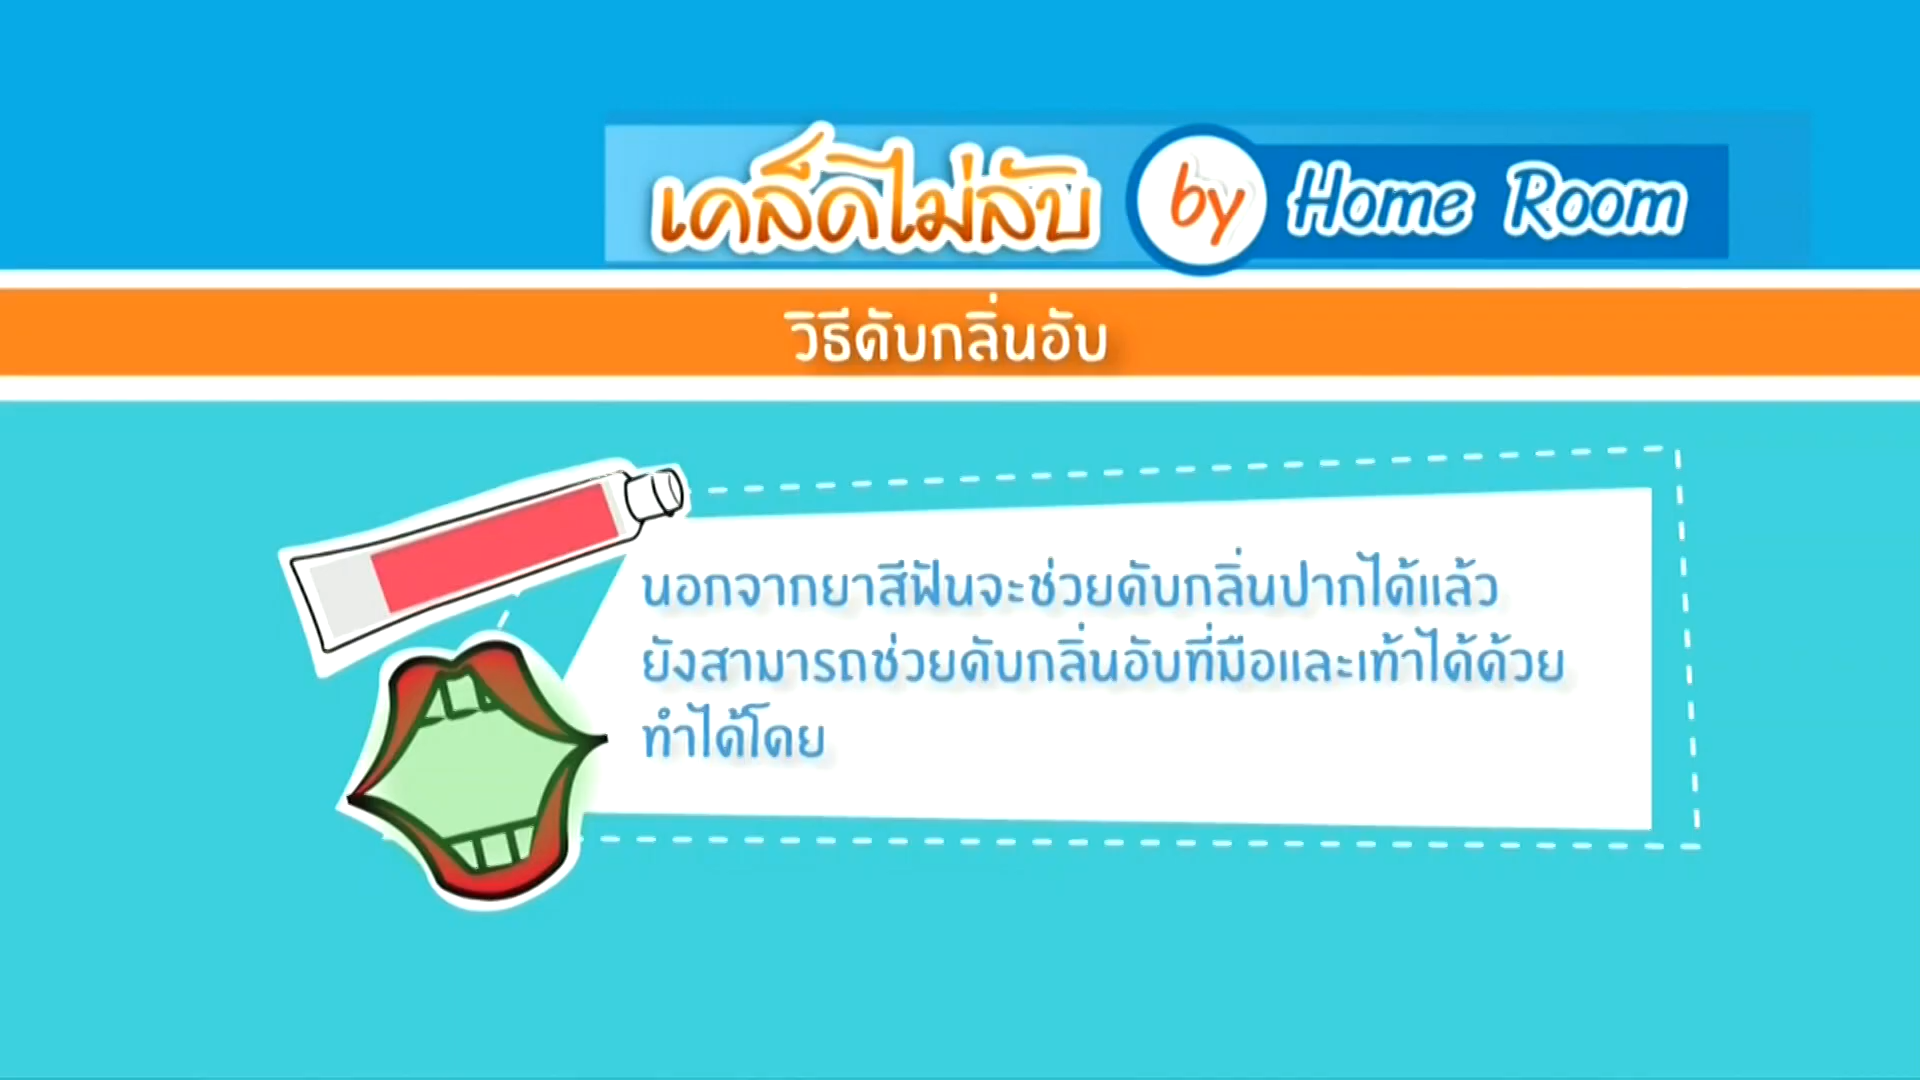 เคล็ดไม่ลับ by Home Room
วิธีดับกลิ่นอับ
นอกจากยาสีฟันจะช่วยดับกลิ่นปากได้แล้ว
ยังสามารถช่วยดับกลิ่นอับที่มือและเท้าได้ด้วย
ทำได้โดย